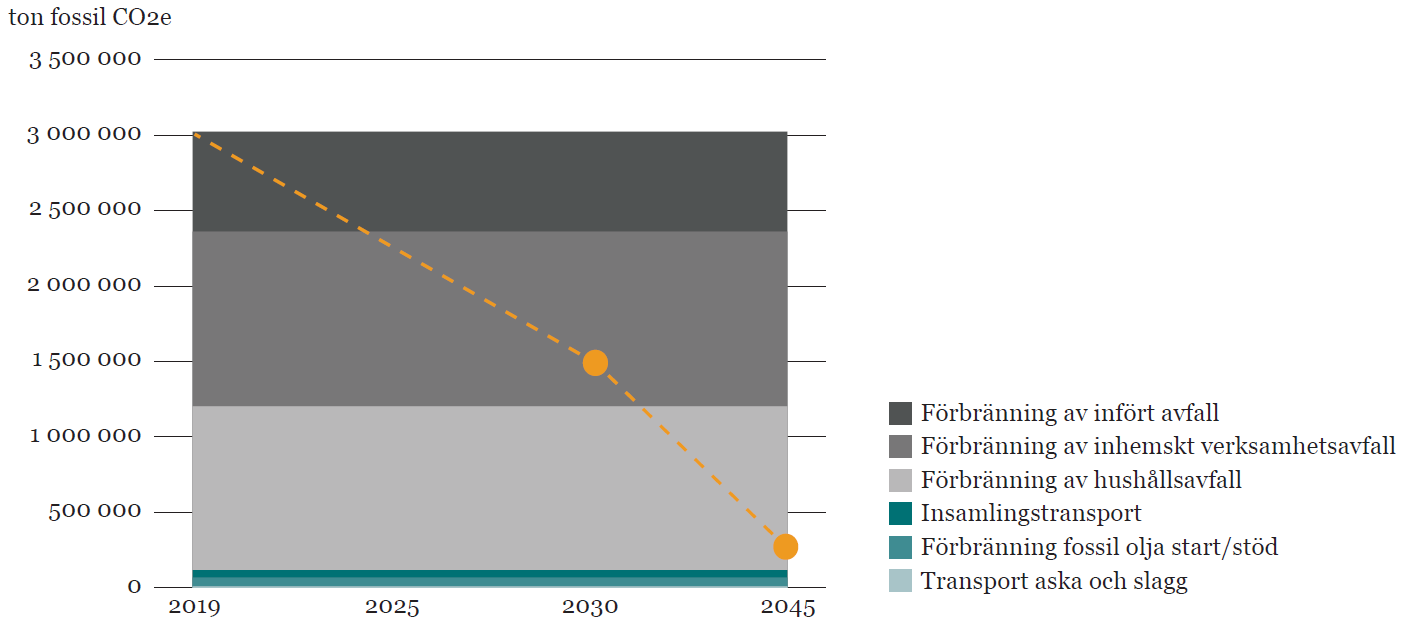 ton fossil CO2e
3 500 000
3 000 000
2 500 000
2 000 000
1 500 000
1 000 000
500 000
0
2019 2025 2030 2045
Förbränning av infört avfall
Förbränning av inhemskt verksamhetsavfall
Förbränning av hushållsavfall
Insamlingstransport
Förbränning fossil olja start/stöd
Transport aska och slagg